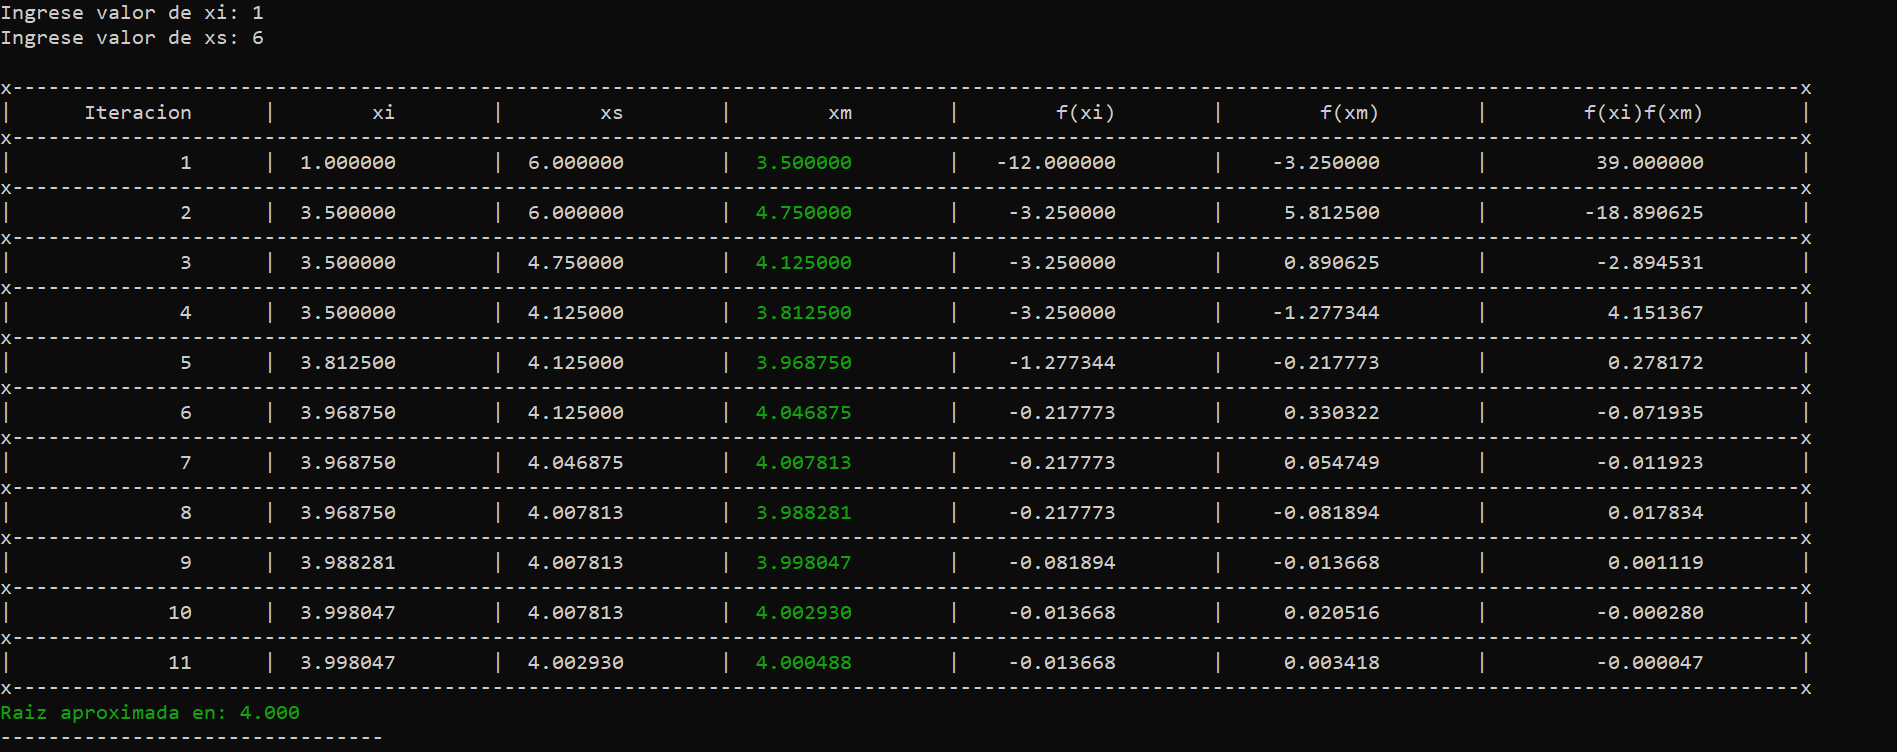 Ingrese valor de xi: 1
Ingrese valor de xs: 6
x-----------------------------------------------------------------------------------------------------------------------------------------------------x
| Iteracion | xi | xs | xm | f(xi) | f(xm) | f(xi)f(xm) |
x-----------------------------------------------------------------------------------------------------------------------------------------------------x
| 1 | 1.000000 | 6.000000 | 3.500000 | -12.000000 | -3.250000 | 39.000000 |
x-----------------------------------------------------------------------------------------------------------------------------------------------------x
| 2 | 3.500000 | 6.000000 | 4.750000 | -3.250000 | 5.812500 | -18.890625 |
x-----------------------------------------------------------------------------------------------------------------------------------------------------x
| 3 | 3.500000 | 4.750000 | 4.125000 | -3.250000 | 0.890625 | -2.894531 |
x-----------------------------------------------------------------------------------------------------------------------------------------------------x
| 4 | 3.500000 | 4.125000 | 3.812500 | -3.250000 | -1.277344 | 4.151367 |
x-----------------------------------------------------------------------------------------------------------------------------------------------------x
| 5 | 3.812500 | 4.125000 | 3.968750 | -1.277344 | -0.217773 | 0.278172 |
x-----------------------------------------------------------------------------------------------------------------------------------------------------x
| 6 | 3.968750 | 4.125000 | 4.046875 | -0.217773 | 0.330322 | -0.071935 |
x-----------------------------------------------------------------------------------------------------------------------------------------------------x
| 7 | 3.968750 | 4.046875 | 4.007813 | -0.217773 | 0.054749 | -0.011923 |
x-----------------------------------------------------------------------------------------------------------------------------------------------------x
| 8 | 3.968750 | 4.007813 | 3.988281 | -0.217773 | -0.081894 | 0.017834 |
x-----------------------------------------------------------------------------------------------------------------------------------------------------x
| 9 | 3.988281 | 4.007813 | 3.998047 | -0.081894 | -0.013668 | 0.001119 |
x-----------------------------------------------------------------------------------------------------------------------------------------------------x
| 10 | 3.998047 | 4.007813 | 4.002930 | -0.013668 | 0.020516 | -0.000280 |
x-----------------------------------------------------------------------------------------------------------------------------------------------------x
| 11 | 3.998047 | 4.002930 | 4.000488 | -0.013668 | 0.003418 | -0.000047 |
x-----------------------------------------------------------------------------------------------------------------------------------------------------x
Raiz aproximada en: 4.000
--------------------------------